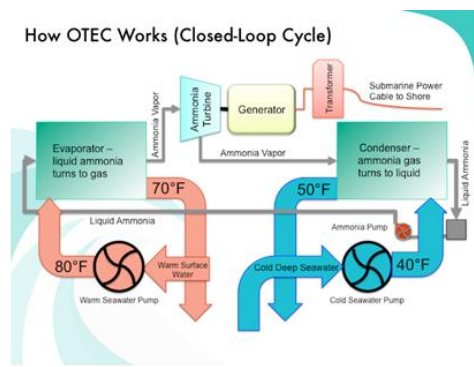 How OTEC Works (Closed-Loop Cycle)
Ammonia Vapor
Ammonia
Turbine
Generator
Transformer
Submarine Power
Cable to Shore
Evaporator –
liquid ammonia
turns to gas
Ammonia Vapor
Condenser –
ammonia gas
turns to liquid
Liquid Ammonia
70°F
50°F
Liquid Ammonia
Ammonia Pump
80°F
Warm Surface
Water
Cold Deep Seawater
40°F
Warm Seawater Pump
Cold Seawater Pump